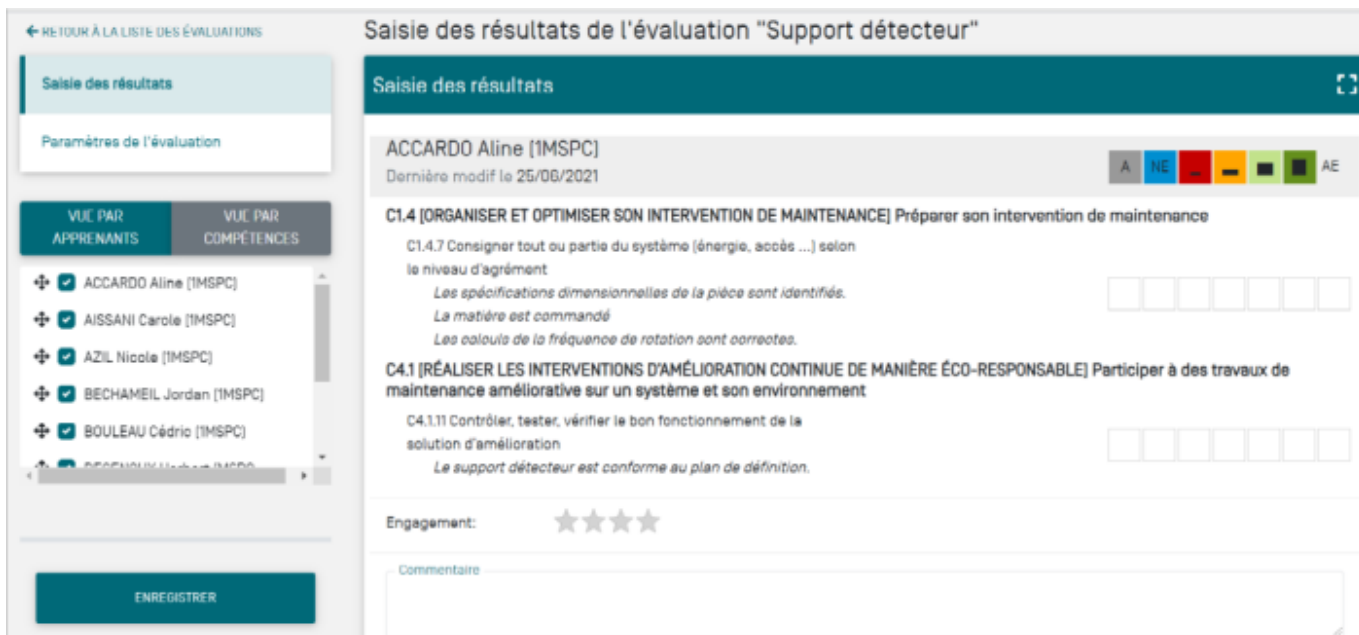 RETOUR À LA LISTE DES ÉVALUATIONS
Saisie des résultats de l'évaluation "Support détecteur"
Saisie des résultats
Paramètres de l'évaluation
VUE PAR APPRENANTS
VUE PAR COMPÉTENCES
ACCARDO Aline [1MSPC]
AISSANI Carole [1MSPC]
AZIL Nicole [1MSPC]
BECHAMEIL Jordan [1MSPC]
BOULEAU Cédric [1MSPC]
ENREGISTRER
Saisie des résultats
ACCARDO Aline [1MSPC]
Dernière modif le 25/06/2021
A NE AE
C1.4 [ORGANISER ET OPTIMISER SON INTERVENTION DE MAINTENANCE] Préparer son intervention de maintenance
C1.4.7 Consigner tout ou partie du système (énergie, accès ...) selon
le niveau d'agrément
Les spécifications dimensionnelles de la pièce sont identifiés.
La matière est commandé
Les calculs de la fréquence de rotation sont correctes.
C4.1 [RÉALISER LES INTERVENTIONS D'AMÉLIORATION CONTINUE DE MANIÈRE ÉCO-RESPONSABLE] Participer à des travaux de
maintenance améliorative sur un système et son environnement
C4.1.11 Contrôler, tester, vérifier le bon fonctionnement de la
solution d'amélioration
Le support détecteur est conforme au plan de définition.
Engagement:
Commentaire